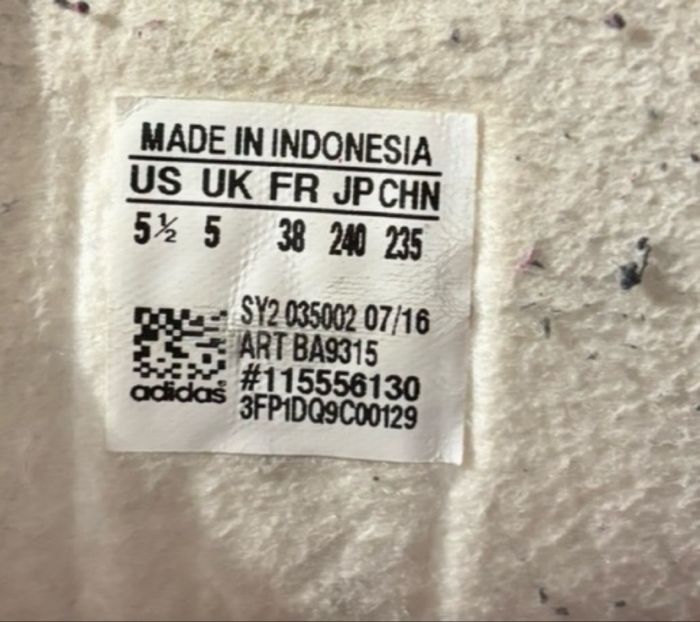 MADE IN INDONESIA
US UK FR JP CHN
5½ 5 38 240 235
SY2 035002 07/16
ART BA9315
#115556130
3FP1DQ9C00129
adidas